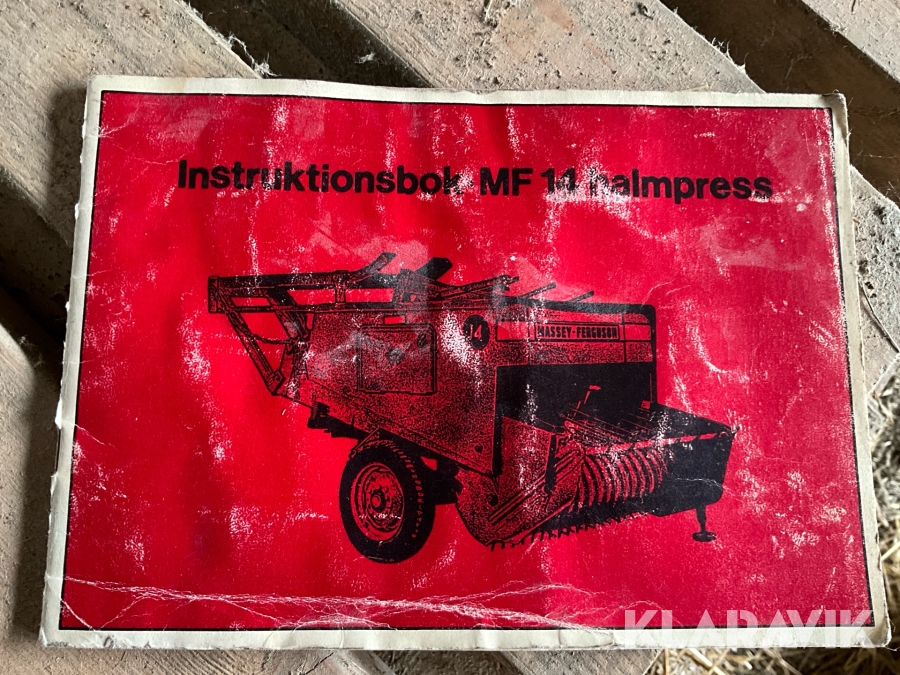 Instruktionsbok MF 14 halmpress
14
MASSEY-FERGUSON
KLARAVIK